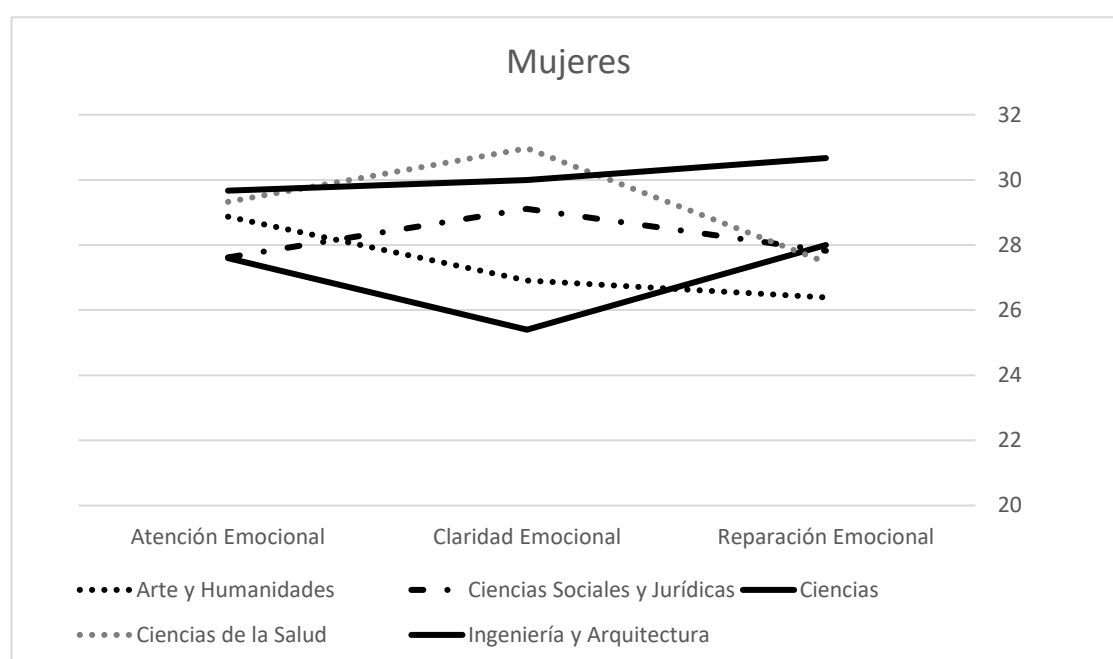 Mujeres
32
30
28
26
24
22
20
Atención Emocional Claridad Emocional Reparación Emocional
Arte y Humanidades Ciencias Sociales y Jurídicas Ciencias
Ciencias de la Salud Ingeniería y Arquitectura